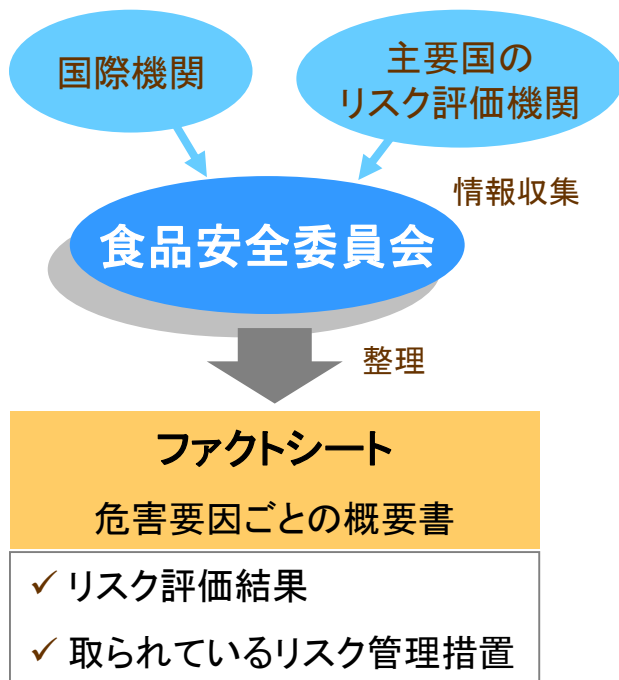 国際機関
主要国の
リスク評価機関
情報収集
食品安全委員会
整理
ファクトシート
危害要因ごとの概要書
✓ リスク評価結果
✓ 取られているリスク管理措置